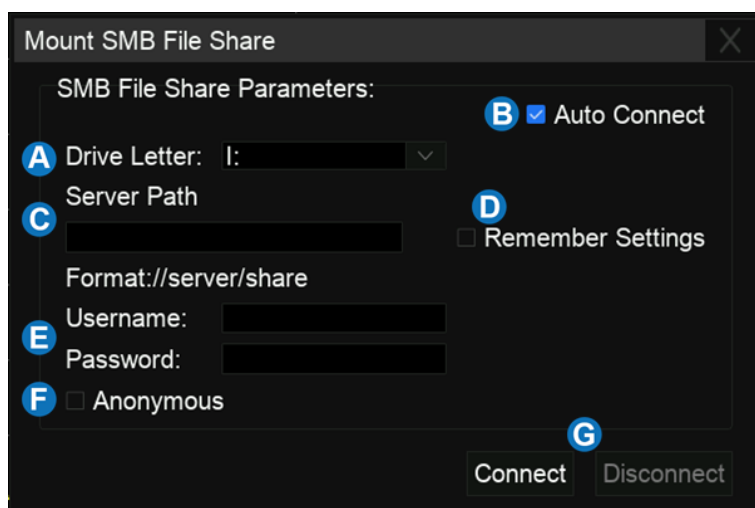 Mount SMB File Share X
SMB File Share Parameters:
B Auto Connect
A Drive Letter: I:
Server Path
C
D
Remember Settings
Format://server/share
Username:
E
Password:
F Anonymous
G
Connect Disconnect